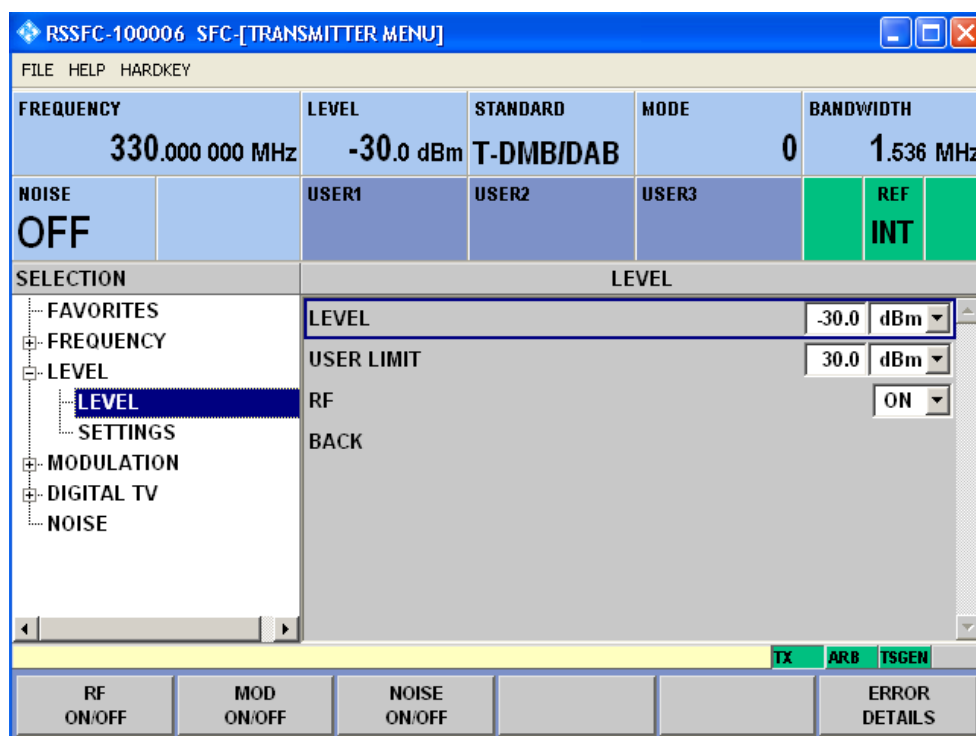 RSSFC-100006 SFC-[TRANSMITTER MENU]
FILE HELP HARDKEY
FREQUENCY LEVEL STANDARD MODE BANDWIDTH
330.000 000 MHz -30.0 dBm T-DMB/DAB 0 1.536 MHz
NOISE USER1 USER2 USER3 REF
OFF INT
SELECTION LEVEL
FAVORITES
FREQUENCY
LEVEL
LEVEL
SETTINGS
MODULATION
DIGITAL TV
NOISE
LEVEL -30.0 dBm
USER LIMIT 30.0 dBm
RF ON
BACK
TX ARB TSGEN
RF ON/OFF
MOD ON/OFF
NOISE ON/OFF
ERROR DETAILS